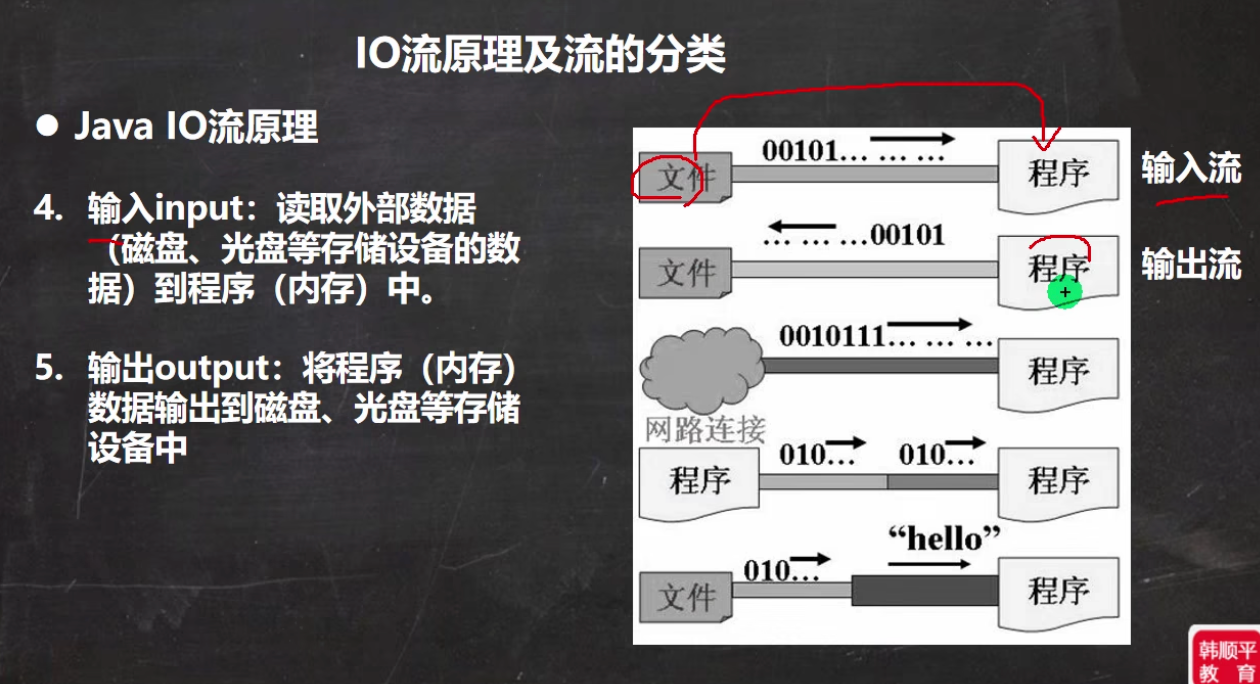 IO流原理及流的分类
● Java IO流原理
4. 输入input：读取外部数据
（磁盘、光盘等存储设备的数
据）到程序（内存）中。
5. 输出output：将程序（内存）
数据输出到磁盘、光盘等存储
设备中
00101... ... ...
文件
程序
输入流
... ... ...00101
文件
程序
输出流
0010111... ... ...
程序
网路连接
010... 010...
程序
程序
“hello”
010...
文件
程序
韩顺平
教 育